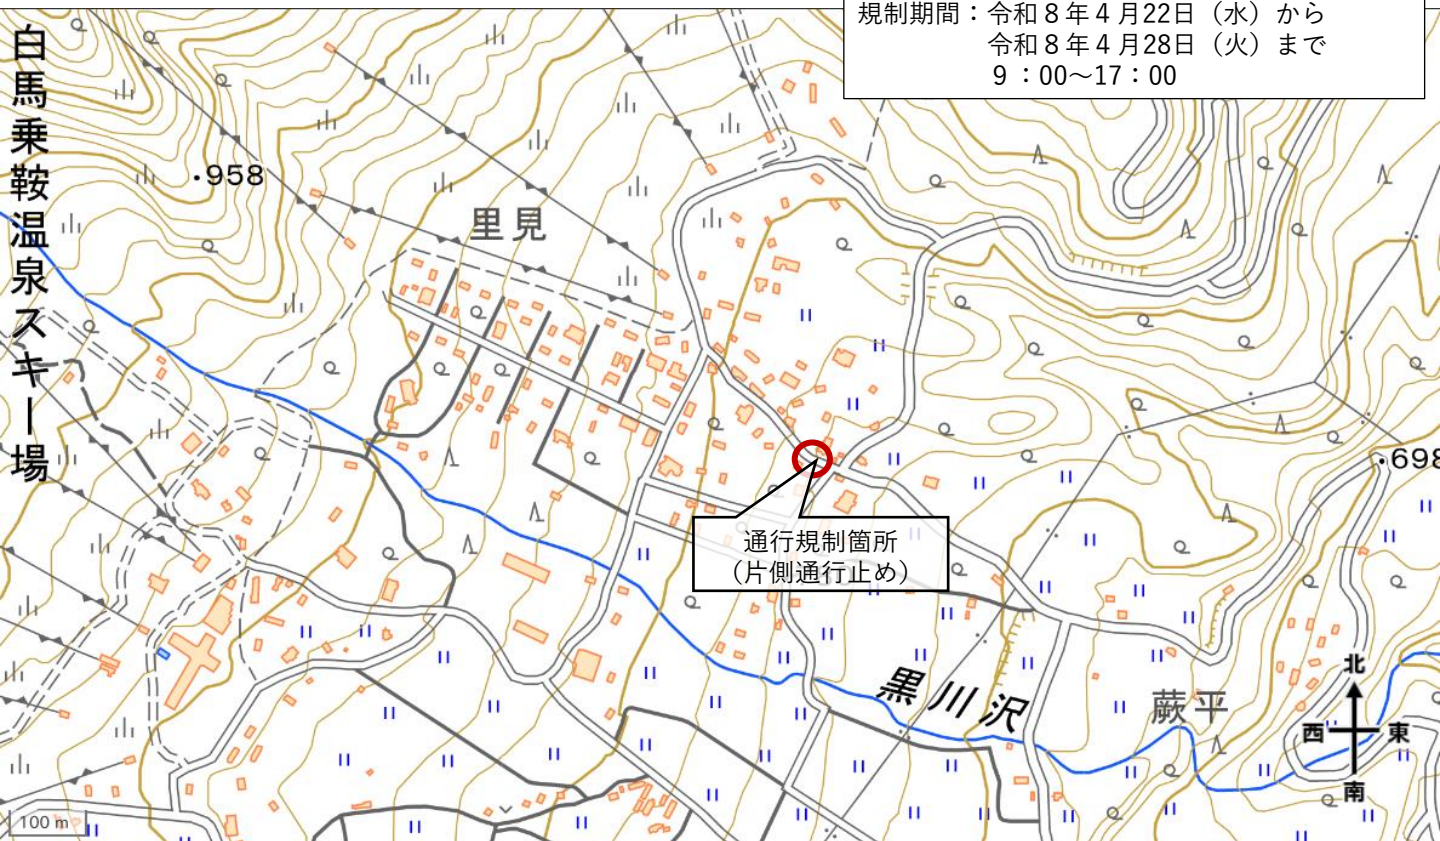 規制期間：令和８年４月22日（水）から
令和８年４月28日（火）まで
９：00～17：00
白馬乗鞍温泉スキー場
・958
里見
・698
通行規制箇所
（片側通行止め）
黒川沢
蕨平
北
西 東
南
100 m